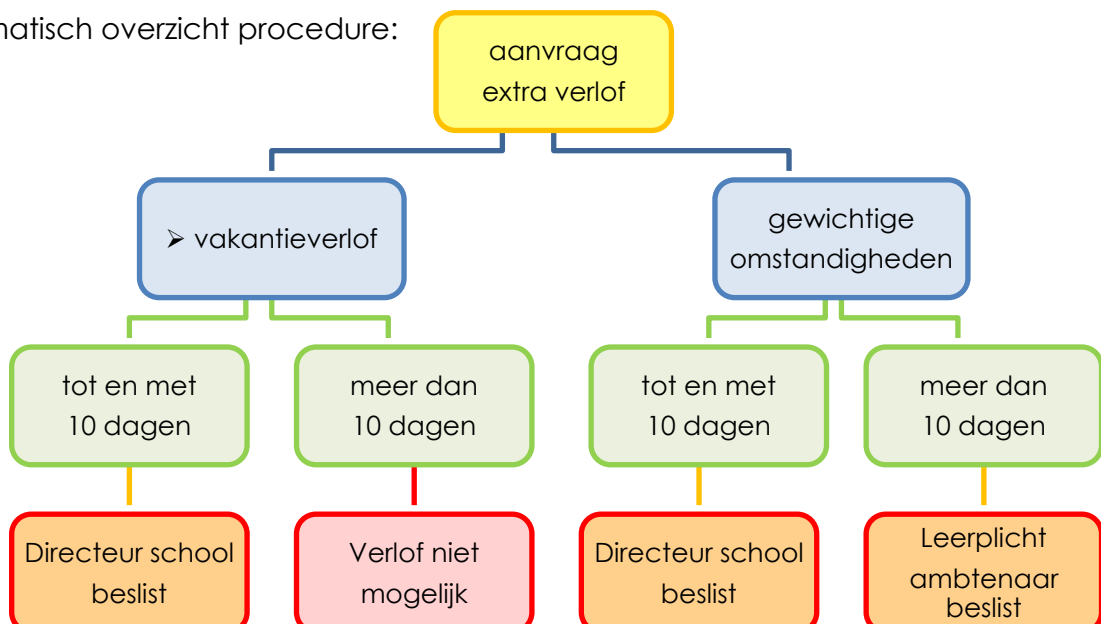 matisch overzicht procedure:
aanvraag
extra verlof
➢ vakantieverlof
gewichtige
omstandigheden
tot en met
10 dagen
meer dan
10 dagen
tot en met
10 dagen
meer dan
10 dagen
Directeur school
beslist
Verlof niet
mogelijk
Directeur school
beslist
Leerplicht
ambtenaar
beslist